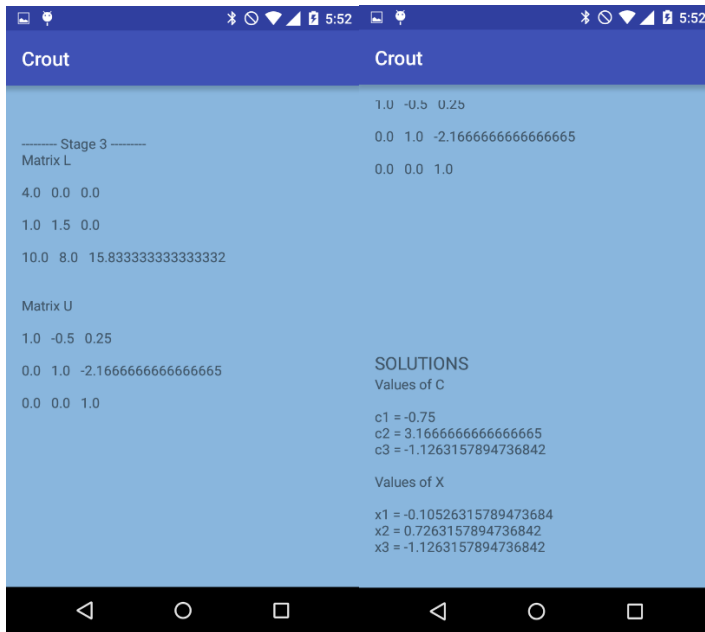 5:52
Crout
--------- Stage 3 ---------
Matrix L
4.0 0.0 0.0
1.0 1.5 0.0
10.0 8.0 15.833333333333332
Matrix U
1.0 -0.5 0.25
0.0 1.0 -2.1666666666666665
0.0 0.0 1.0
5:52
Crout
1.0 -0.5 0.25
0.0 1.0 -2.1666666666666665
0.0 0.0 1.0
SOLUTIONS
Values of C
c1 = -0.75
c2 = 3.1666666666666665
c3 = -1.1263157894736842
Values of X
x1 = -0.10526315789473684
x2 = 0.7263157894736842
x3 = -1.1263157894736842